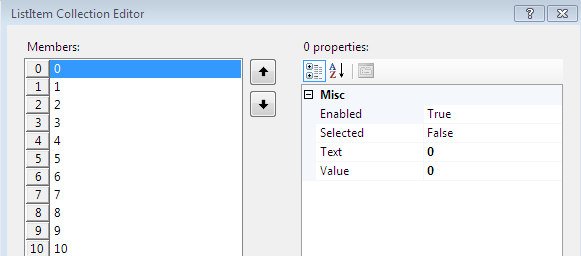 ListItem Collection Editor
Members:
0 0
1 1
2 2
3 3
4 4
5 5
6 6
7 7
8 8
9 9
10 10
0 properties:
Misc
Enabled True
Selected False
Text 0
Value 0